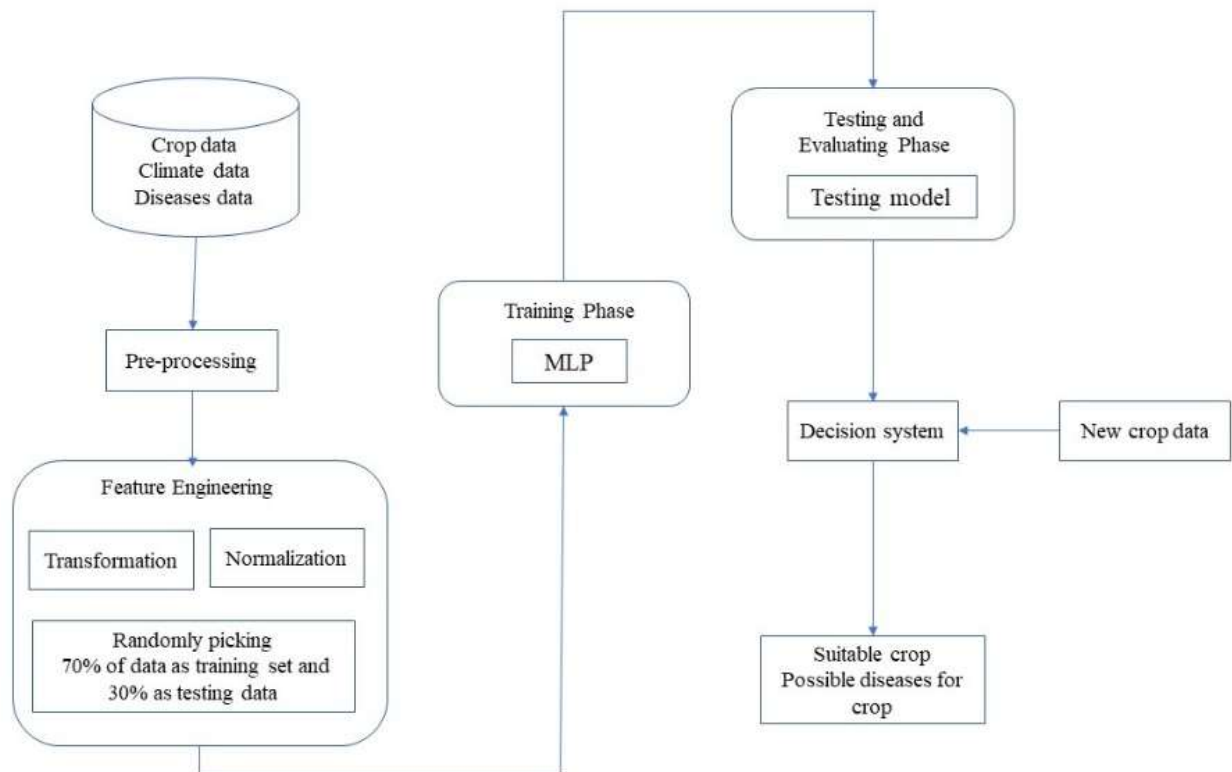 Crop data
Climate data
Diseases data
Pre-processing
Feature Engineering
Transformation
Normalization
Randomly picking
70% of data as training set and
30% as testing data
Training Phase
MLP
Testing and
Evaluating Phase
Testing model
Decision system
New crop data
Suitable crop
Possible diseases for
crop